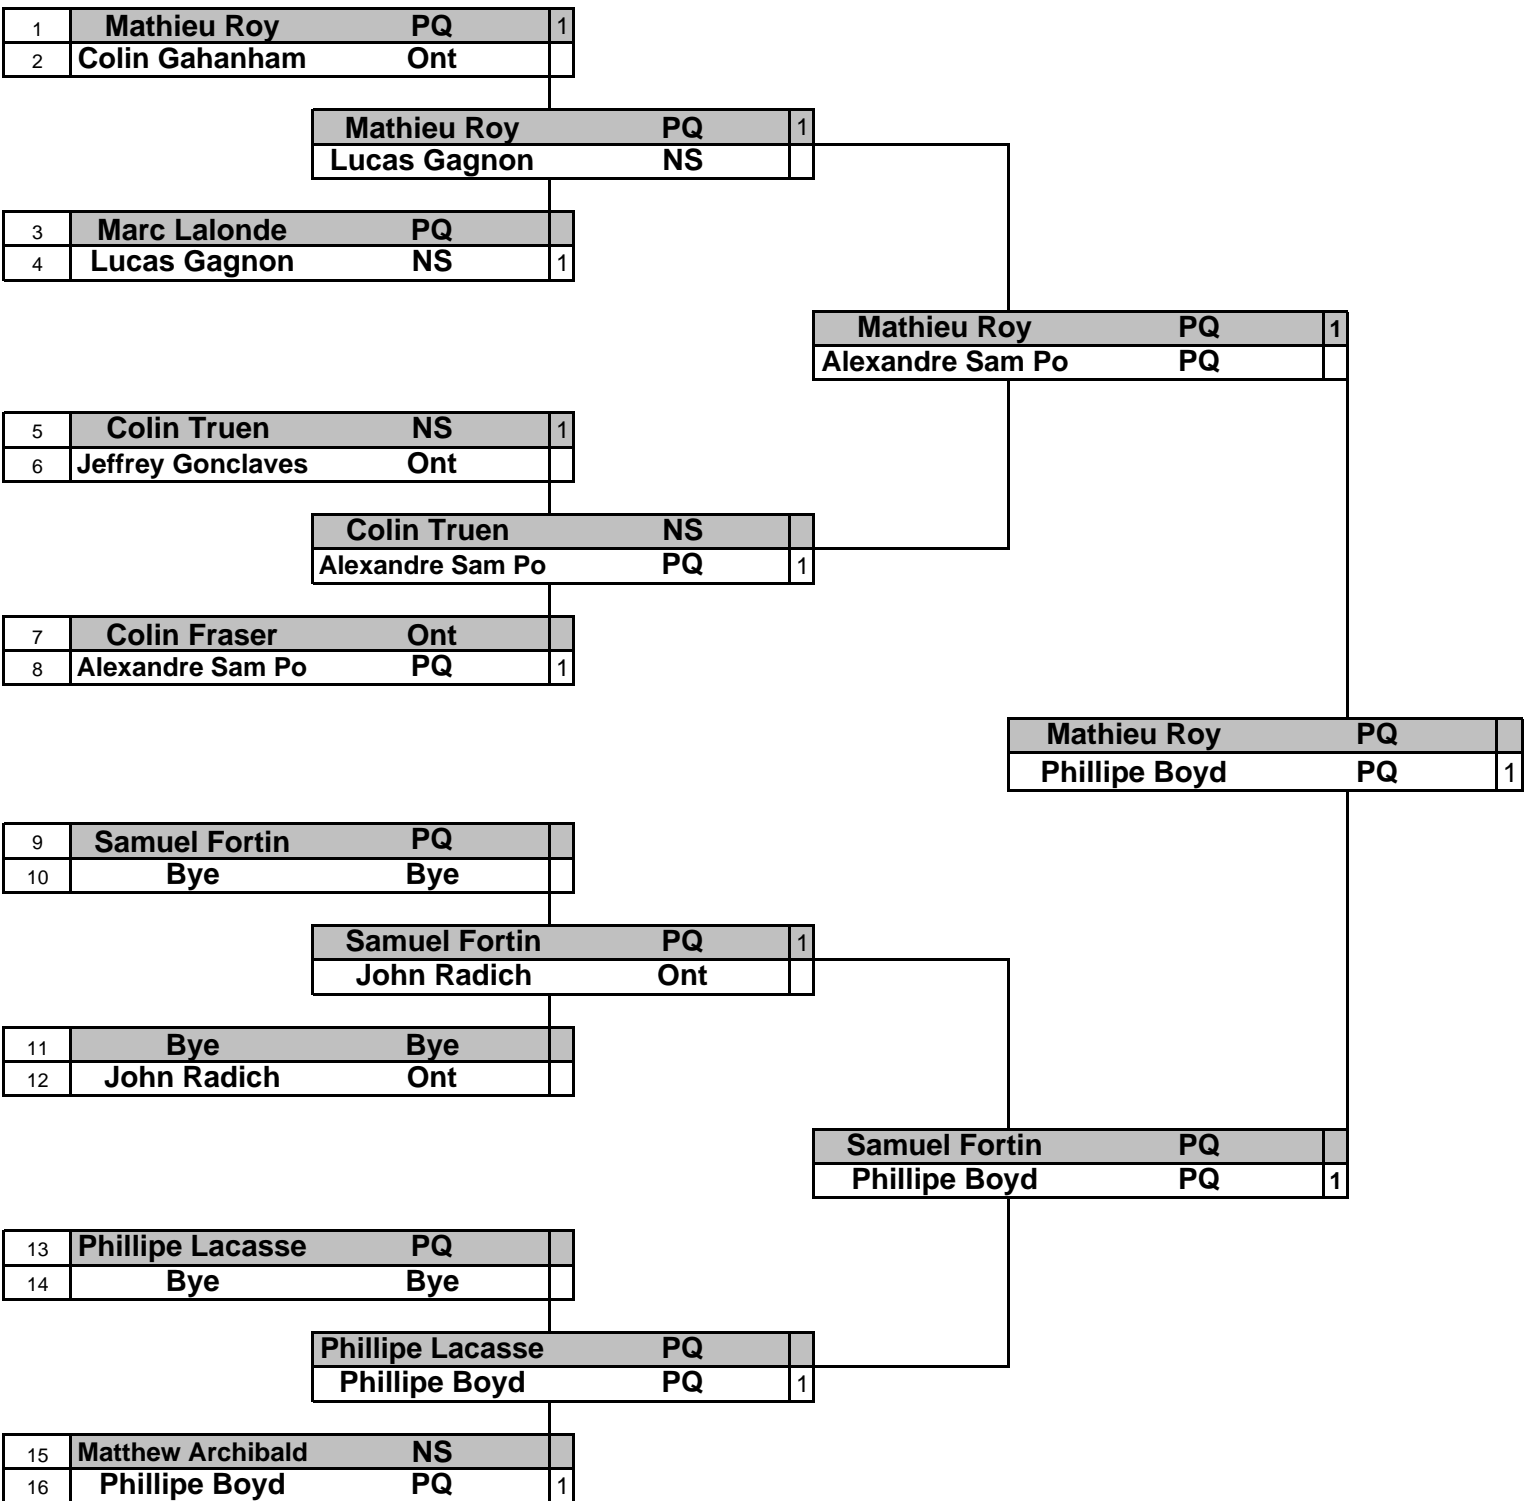 1 Mathieu Roy PQ 1
2 Colin Gahanham Ont
Mathieu Roy PQ 1
Lucas Gagnon NS
3 Marc Lalonde PQ
4 Lucas Gagnon NS 1
Mathieu Roy PQ 1
Alexandre Sam Po PQ
5 Colin Truen NS 1
6 Jeffrey Gonclaves Ont
Colin Truen NS
Alexandre Sam Po PQ 1
7 Colin Fraser Ont
8 Alexandre Sam Po PQ 1
Mathieu Roy PQ
Phillipe Boyd PQ 1
9 Samuel Fortin PQ
10 Bye Bye
Samuel Fortin PQ 1
John Radich Ont
11 Bye Bye
12 John Radich Ont
Samuel Fortin PQ
Phillipe Boyd PQ 1
13 Phillipe Lacasse PQ
14 Bye Bye
Phillipe Lacasse PQ
Phillipe Boyd PQ 1
15 Matthew Archibald NS
16 Phillipe Boyd PQ 1